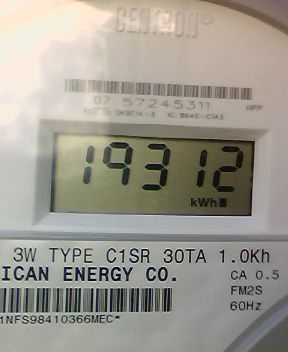 CENTRON®
07 57245311 HPP
19312
kWh
3W TYPE C1SR 30TA 1.0Kh
ICAN ENERGY CO. CA 0.5
FM2S
60Hz
1NFS98410366MEC*